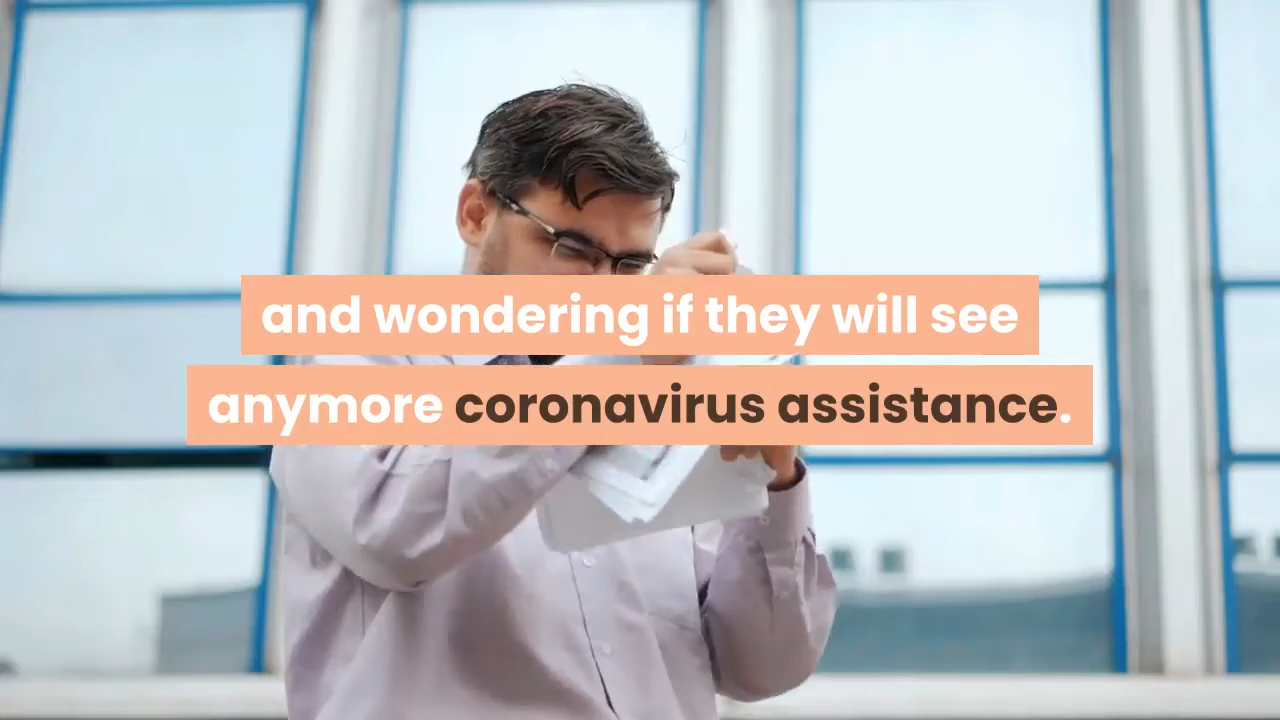 and wondering if they will see
anymore coronavirus assistance.